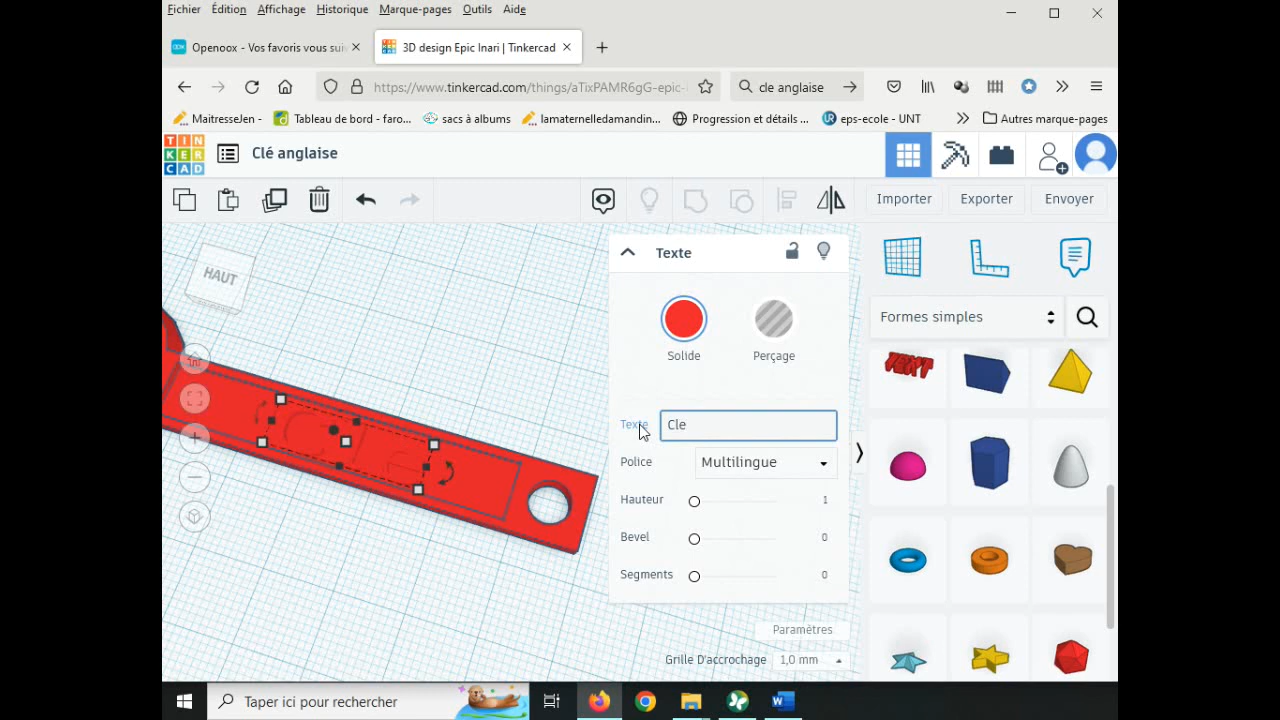 Fichier Édition Affichage Historique Marque-pages Outils Aide
Openoox - Vos favoris vous sui
3D design Epic Inari | Tinkercad
https://www.tinkercad.com/things/aTixPAMR6gG-epic-
cle anglaise
Maitresselen - Tableau de bord - faro... sacs à albums lamaternelledamandin... Progression et détails ... eps-ecole - UNT Autres marque-pages
TIN
KER
CAD
Clé anglaise
Importer Exporter Envoyer
HAUT
Texte
Solide Perçage
Texte Cle
Police Multilingue
Hauteur 1
Bevel 0
Segments 0
Formes simples
TEXT
Paramètres
Grille D'accrochage 1,0 mm
Taper ici pour rechercher